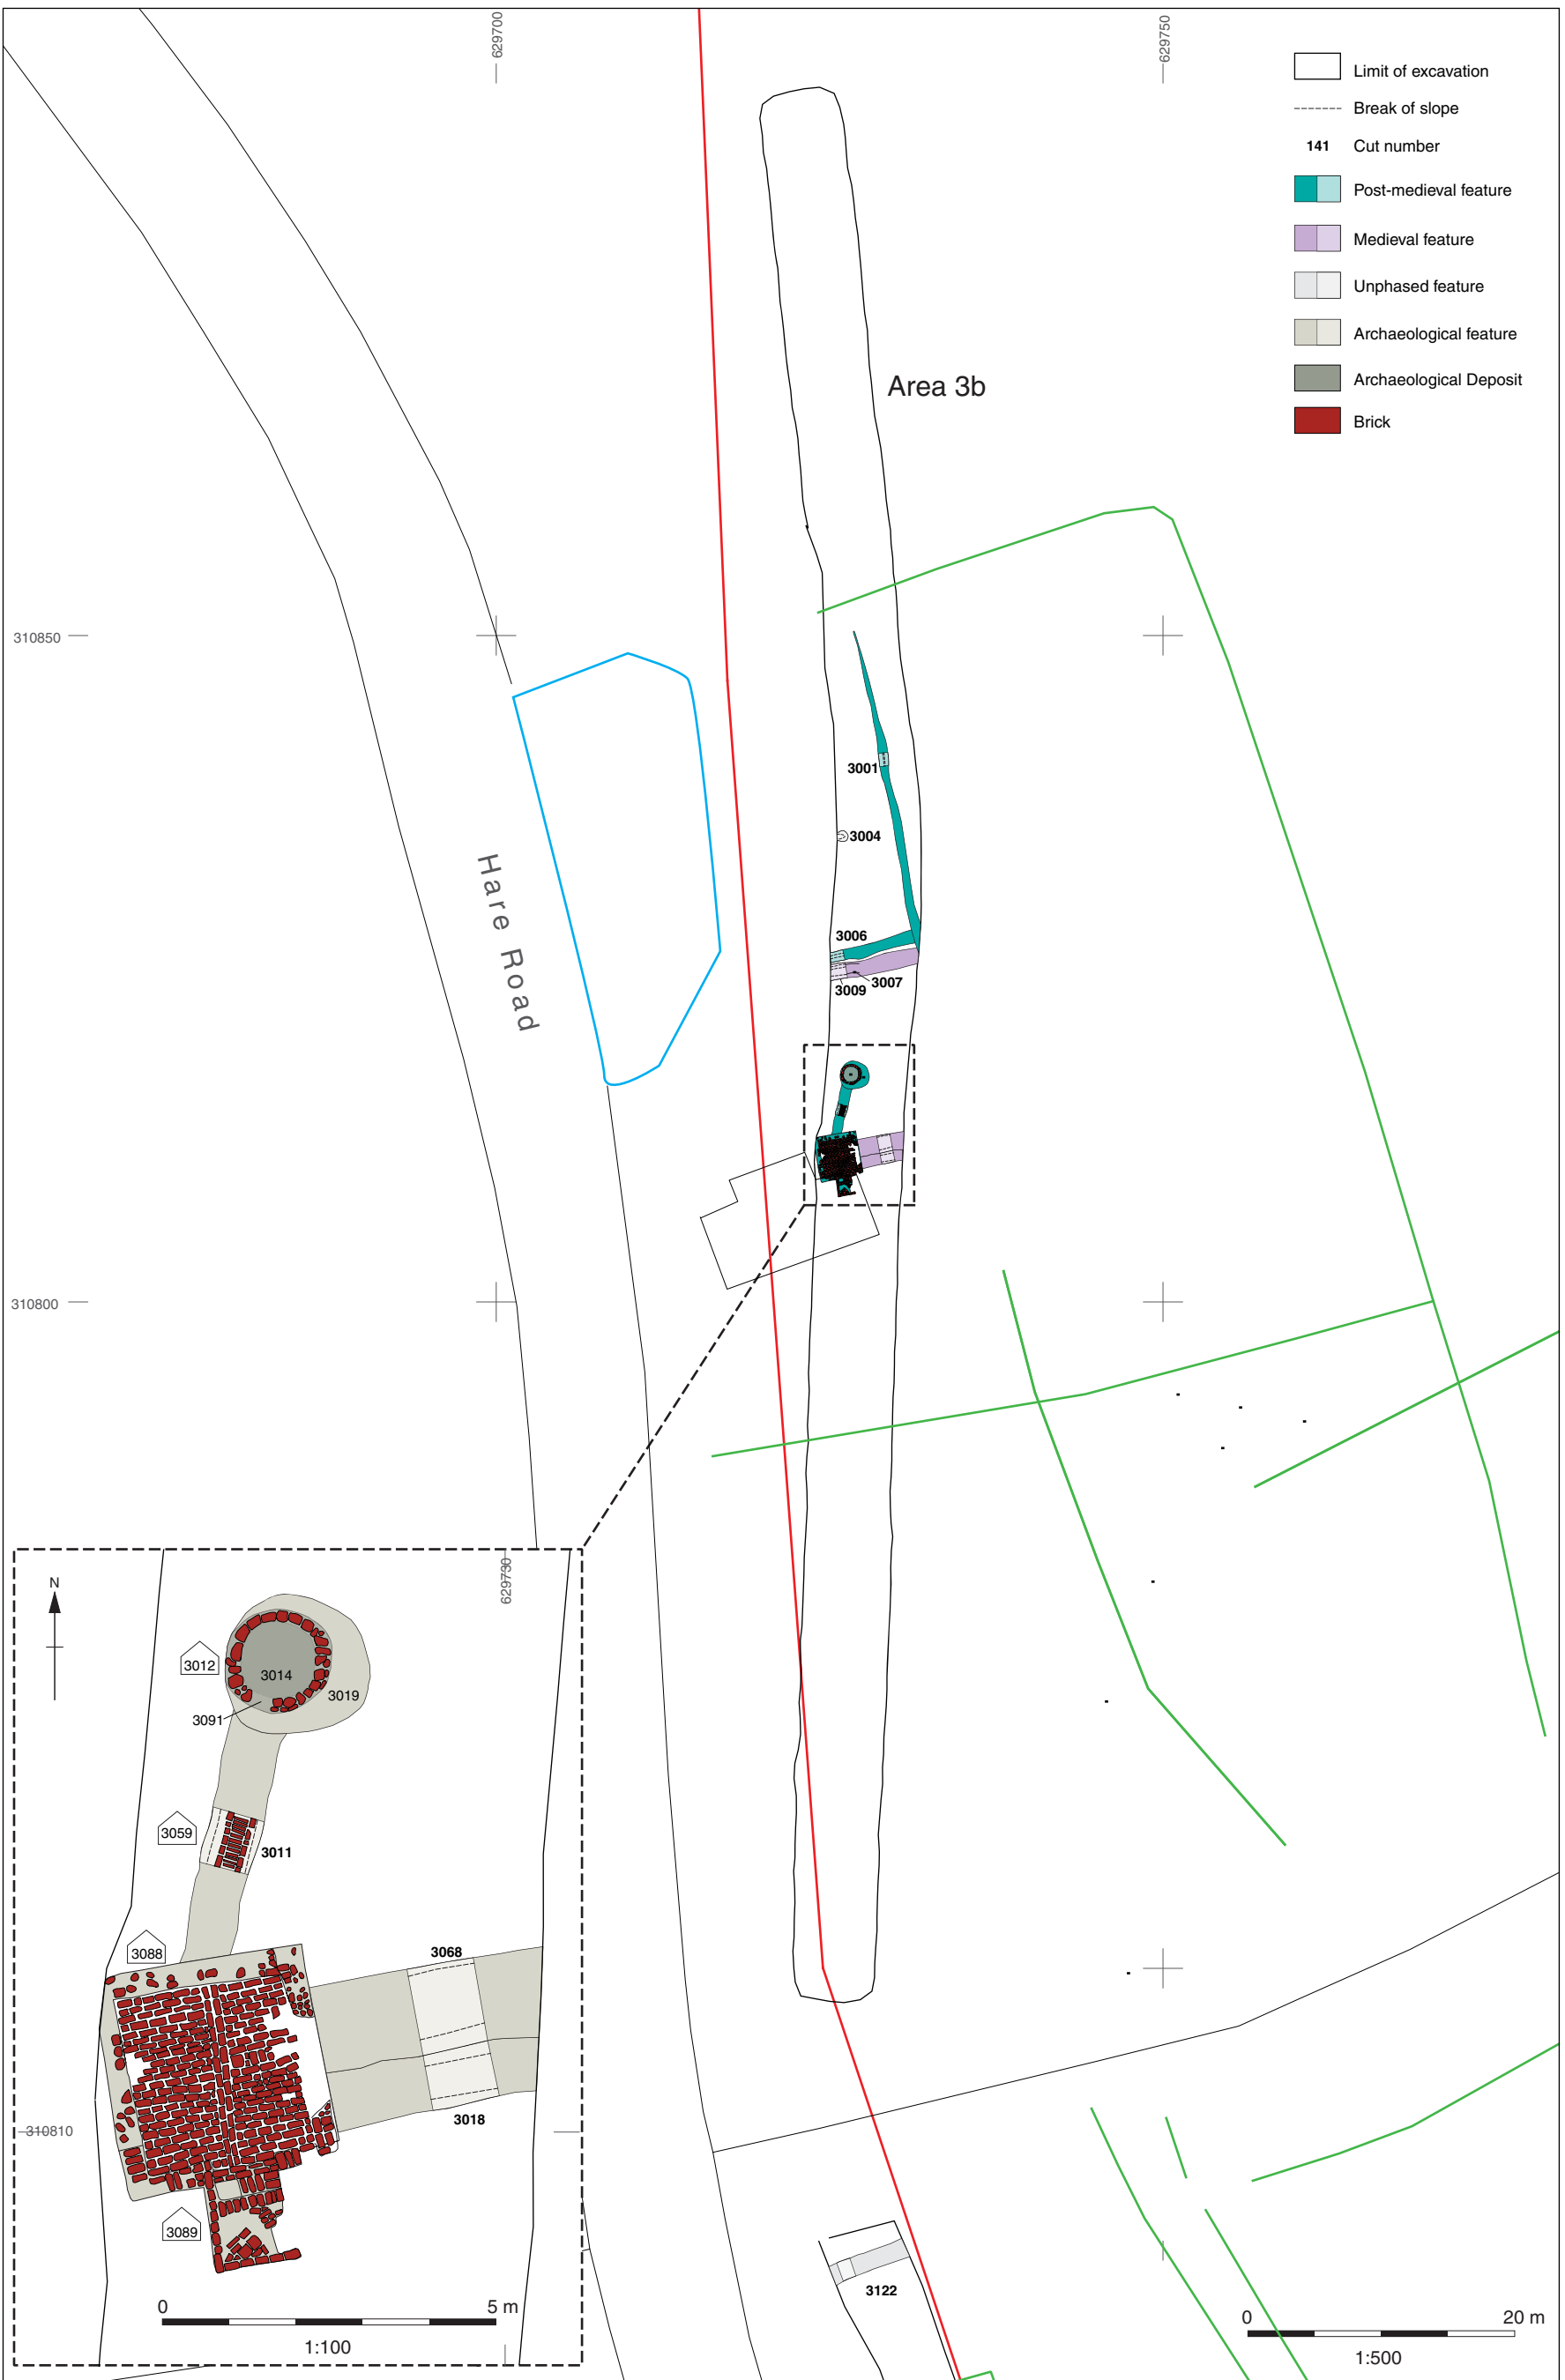 629700
629750
Limit of excavation
Break of slope
141 Cut number
Post-medieval feature
Medieval feature
Unphased feature
Archaeological feature
Archaeological Deposit
Brick
Area 3b
310850
3001
3004
Hare Road
3006
3007
3009
310800
N
629730
3012
3014
3019
3091
3059
3011
3088
3068
310810
3018
3089
0 5 m
1:100
3122
0 20 m
1:500